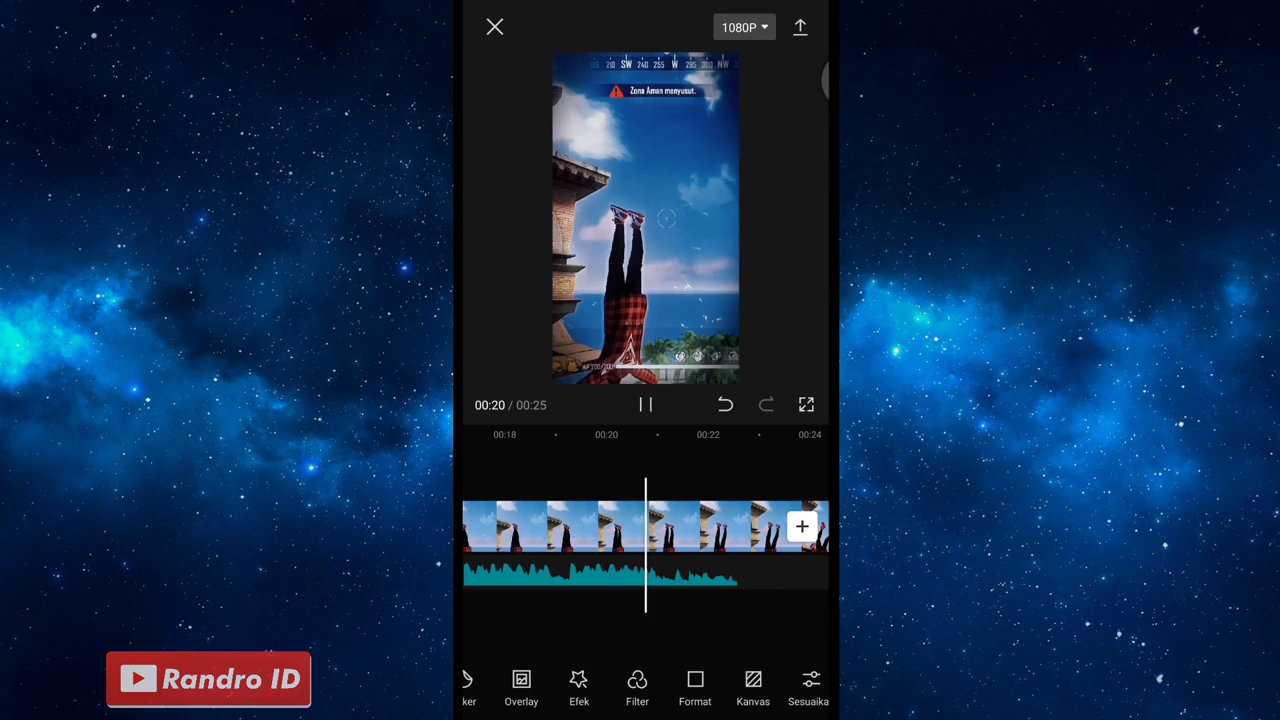 1080P
210 SW 240 255 W 285 300 NW
Zona Aman menyusut.
00:20 / 00:25
00:18 00:20 00:22 00:24
+
ker Overlay Efek Filter Format Kanvas Sesuaika
Randro ID